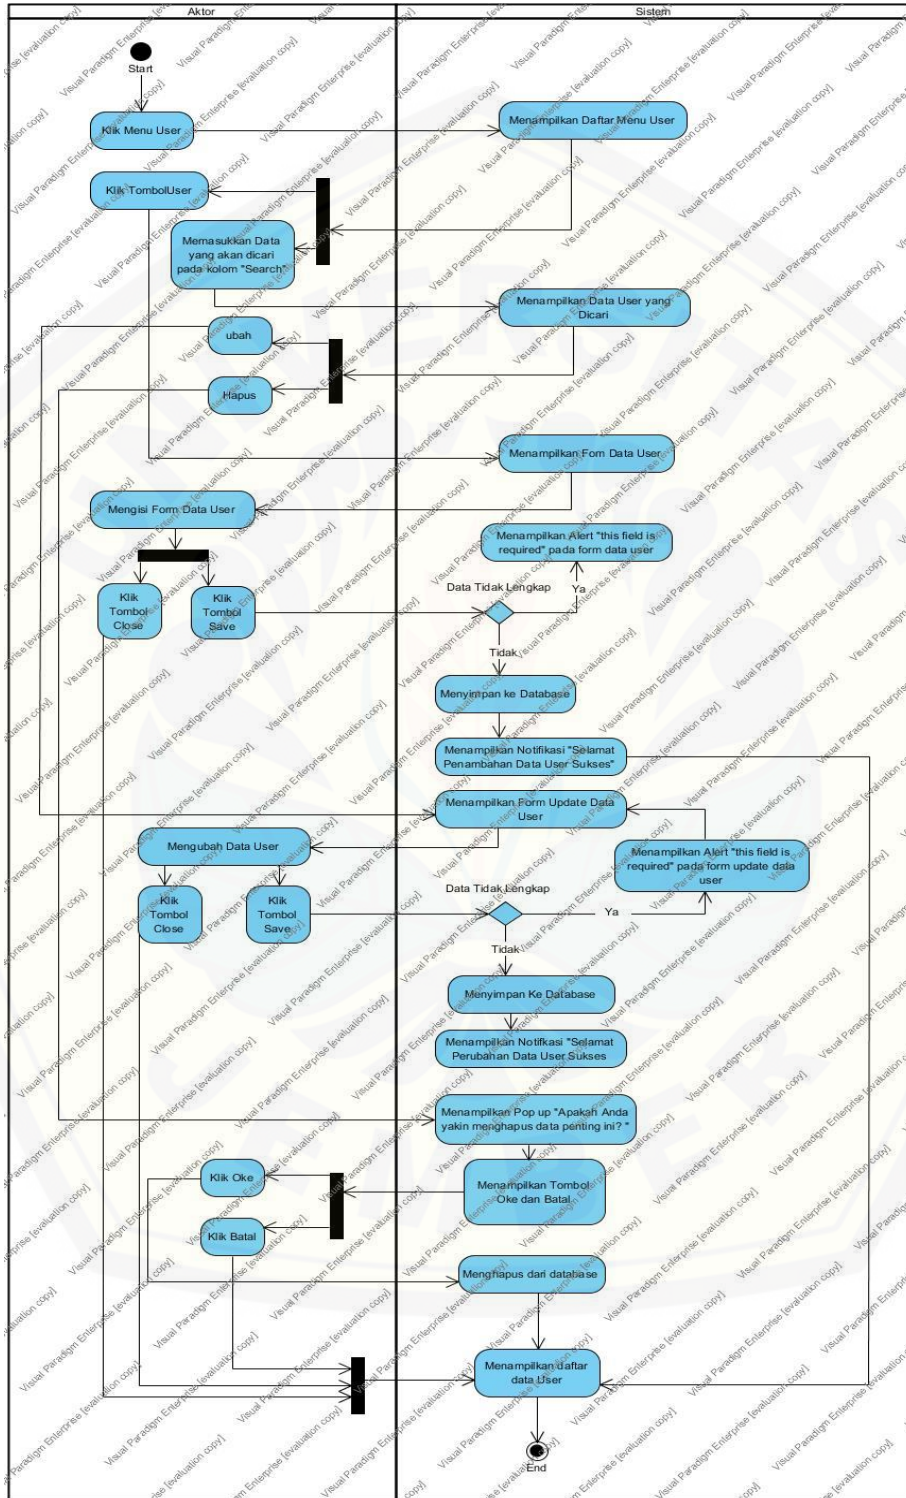 Aktor
Sistem
Start
Klik Menu User
Menampilkan Daftar Menu User
Klik TombolUser
Memasukkan Data
yang akan dicari
pada kolom "Search"
Menampilkan Data User yang
Dicari
ubah
Hapus
Menampilkan Fom Data User
Mengisi Form Data User
Menampilkan Alert "this field is
required" pada form data user
Klik
Tombol
Close
Klik
Tombol
Save
Data Tidak Lengkap
Ya
Tidak
Menyimpan ke Database
Menampilkan Notifikasi "Selamat
Penambahan Data User Sukses"
Menampilkan Form Update Data
User
Mengubah Data User
Menampilkan Alert "this field is
required" pada form update data
user
Klik
Tombol
Close
Klik
Tombol
Save
Data Tidak Lengkap
Ya
Tidak
Menyimpan Ke Database
Menampilkan Notifkasi "Selamat
Perubahan Data User Sukses
Menampilkan Pop up "Apakah Anda
yakin menghapus data penting ini? "
Menampilkan Tombol
Oke dan Batal
Klik Oke
Klik Batal
Menghapus dari database
Menampilkan daftar
data User
End
Visual Paradigm Enterprise [evaluation copy]